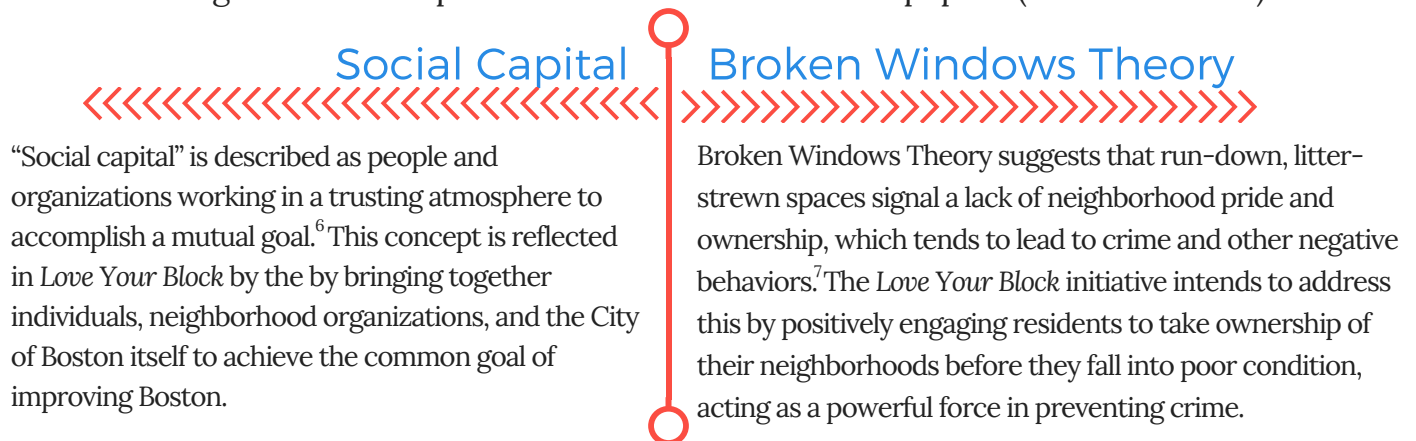 Social Capital
“Social capital” is described as people and
organizations working in a trusting atmosphere to
accomplish a mutual goal.6 This concept is reflected
in Love Your Block by the by bringing together
individuals, neighborhood organizations, and the City
of Boston itself to achieve the common goal of
improving Boston.
Broken Windows Theory
Broken Windows Theory suggests that run-down, litter-
strewn spaces signal a lack of neighborhood pride and
ownership, which tends to lead to crime and other negative
behaviors.7 The Love Your Block initiative intends to address
this by positively engaging residents to take ownership of
their neighborhoods before they fall into poor condition,
acting as a powerful force in preventing crime.